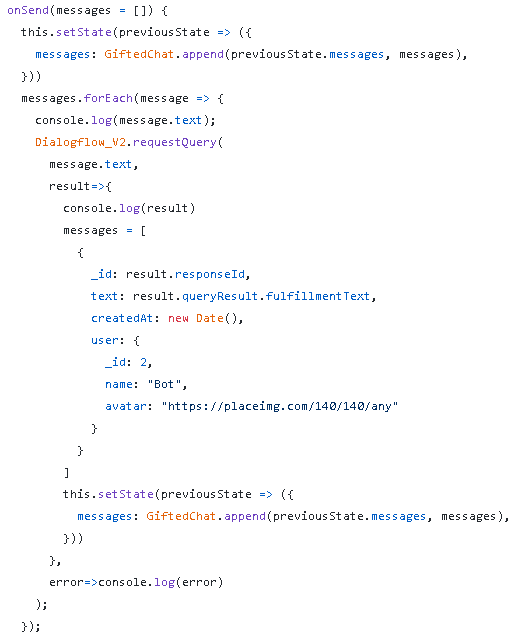 onSend(messages = []) {
  this.setState(previousState => ({
    messages: GiftedChat.append(previousState.messages, messages),
  }))
  messages.forEach(message => {
    console.log(message.text);
    Dialogflow_V2.requestQuery(
      message.text,
      result=>{
        console.log(result)
        messages = [
          {
            _id: result.responseId,
            text: result.queryResult.fulfillmentText,
            createdAt: new Date(),
            user: {
              _id: 2,
              name: "Bot",
              avatar: "https://placeimg.com/140/140/any"
            }
          }
        ]
        this.setState(previousState => ({
          messages: GiftedChat.append(previousState.messages, messages),
        }))
      },
      error=>console.log(error)
    );
  });